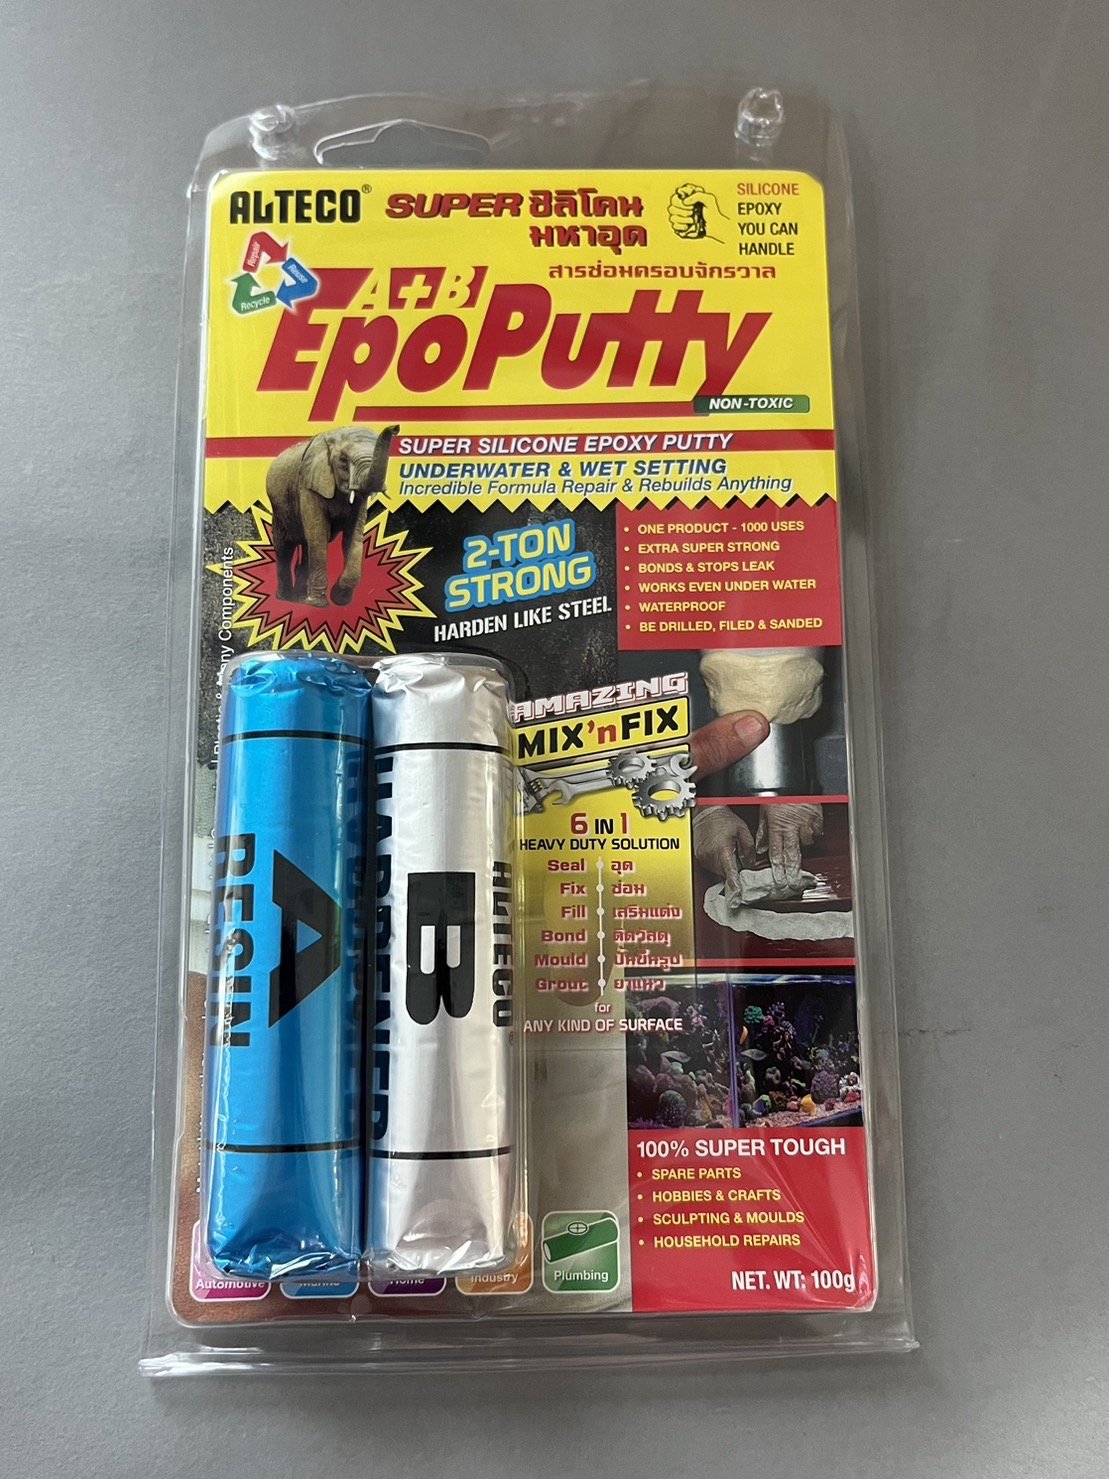 ALTECO®
SUPER ซิลิโคน
มหาอุด
สารซ่อมครอบจักรวาล
SILICONE
EPOXY
YOU CAN
HANDLE
Repair
Reuse
Recycle
A+B
EpoPutty
NON-TOXIC
SUPER SILICONE EPOXY PUTTY
UNDERWATER & WET SETTING
Incredible Formula Repair & Rebuilds Anything
2-TON
STRONG
HARDEN LIKE STEEL
• ONE PRODUCT - 1000 USES
• EXTRA SUPER STRONG
• BONDS & STOPS LEAK
• WORKS EVEN UNDER WATER
• WATERPROOF
• BE DRILLED, FILED & SANDED
AMAZING
MIX'nFIX
6 IN 1
HEAVY DUTY SOLUTION
Seal อุด
Fix ซ่อม
Fill เสริมแต่ง
Bond ติดวัสดุ
Mould ปั้นขึ้นรูป
Grout ยาแนว
for
ANY KIND OF SURFACE
A
RESIN
B
HARDENER
ALTECO®
Components
100% SUPER TOUGH
• SPARE PARTS
• HOBBIES & CRAFTS
• SCULPTING & MOULDS
• HOUSEHOLD REPAIRS
Automotive
Marine
Home
Industry
Plumbing
NET. WT: 100g